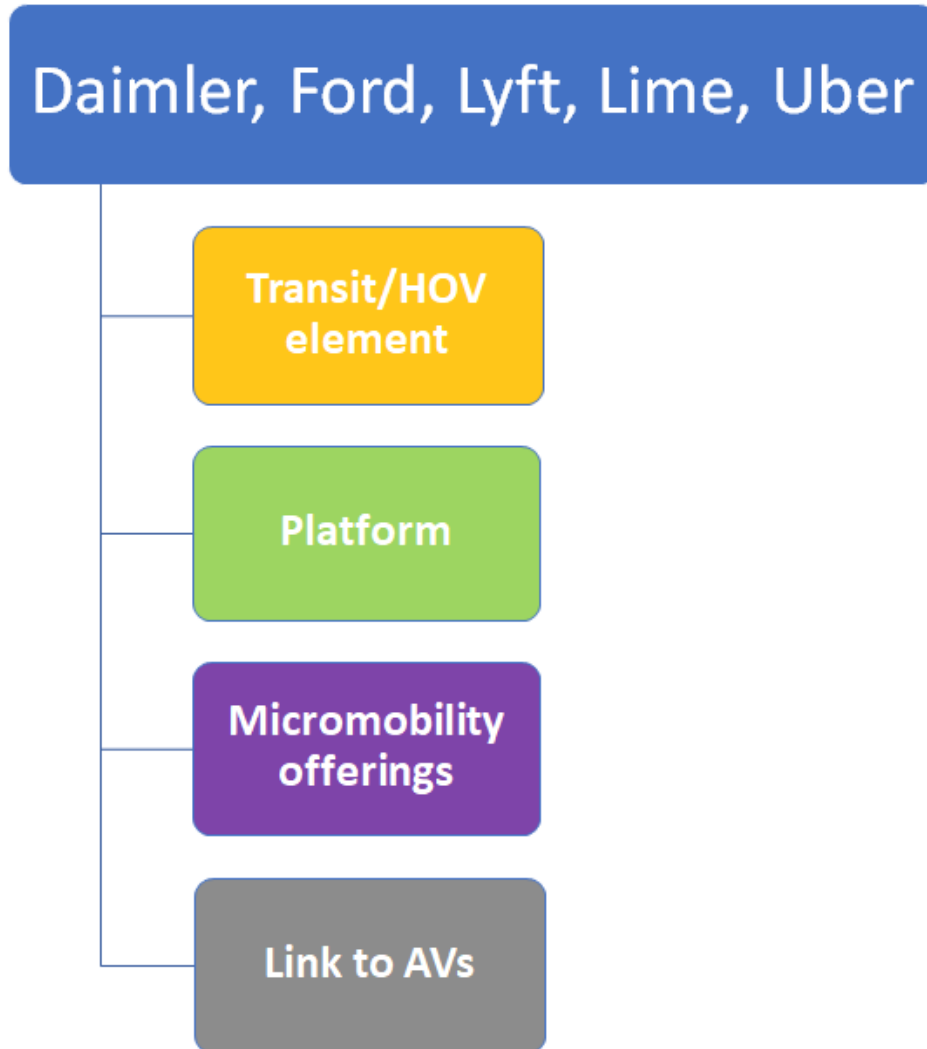 Daimler, Ford, Lyft, Lime, Uber
Transit/HOV
element
Platform
Micromobility
offerings
Link to AVs